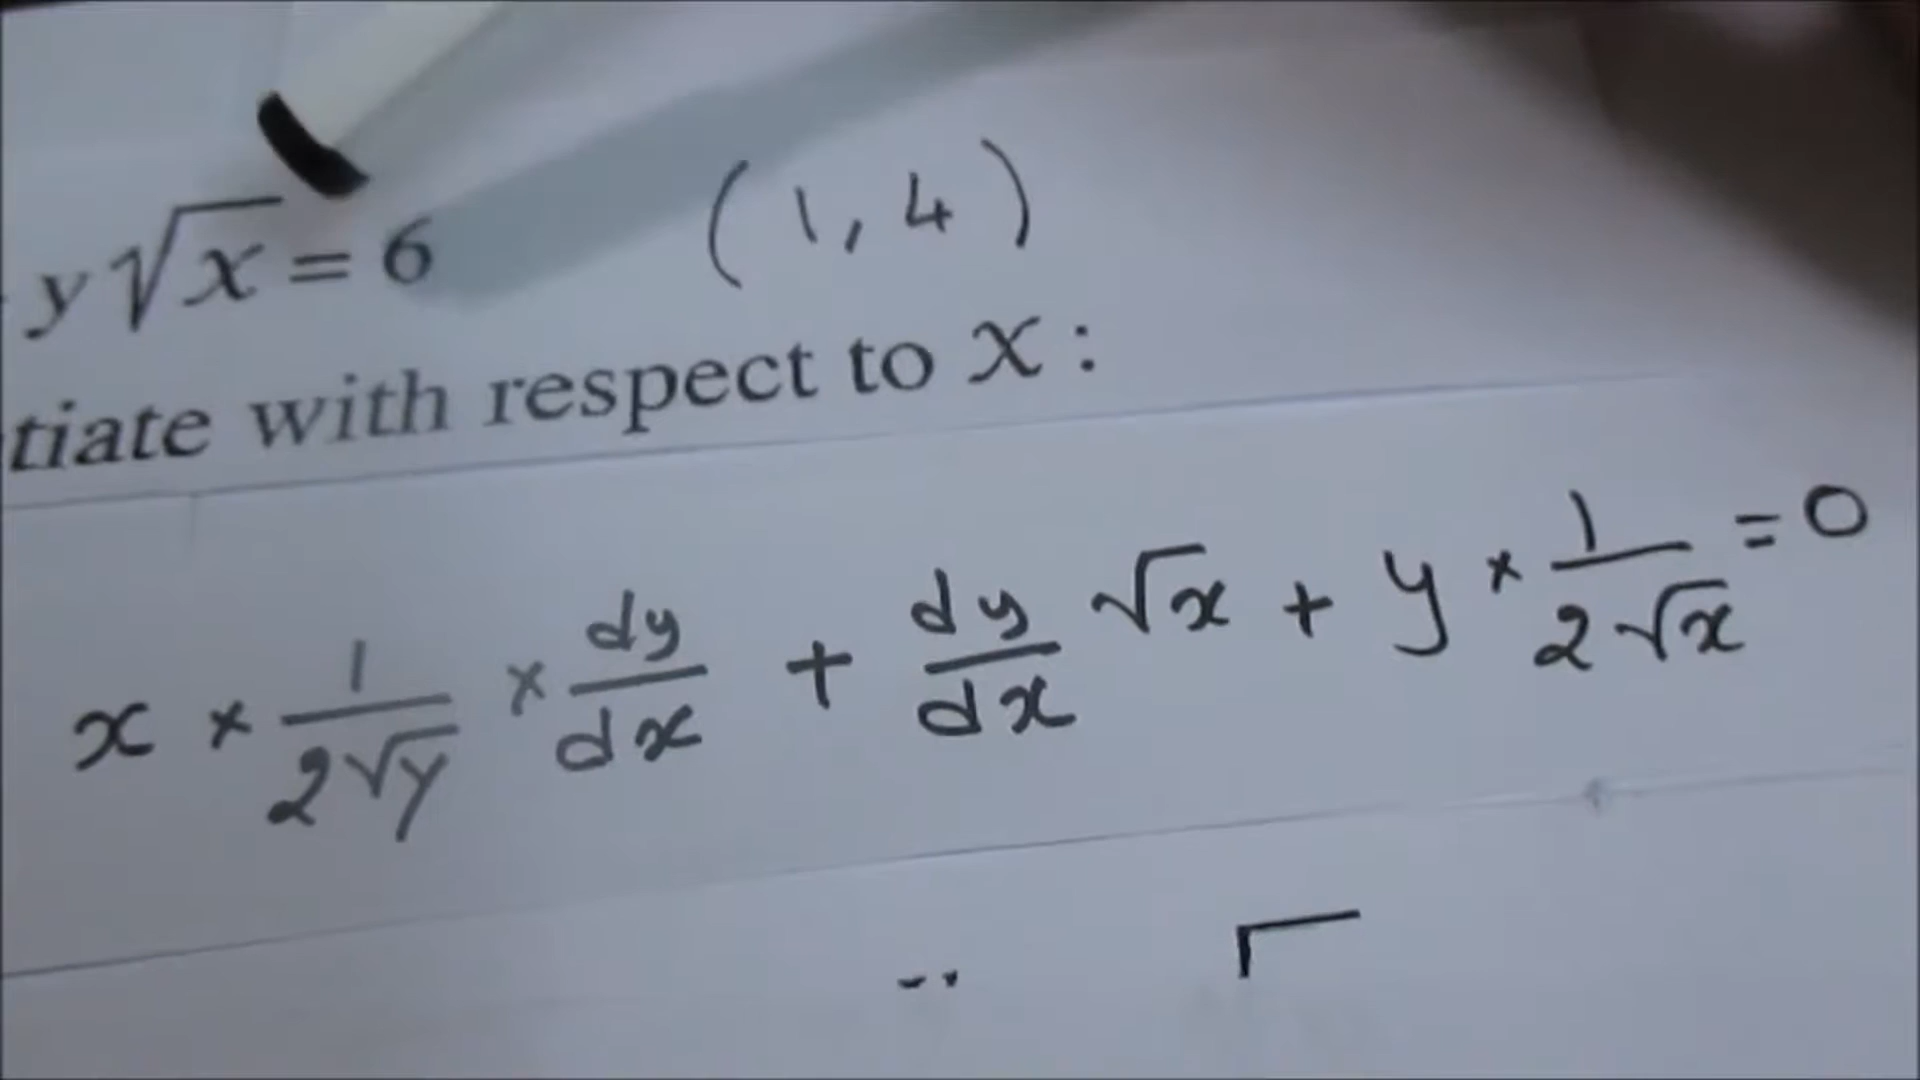 y√x = 6 (1, 4)
tiate with respect to x :
x × 1/2√y × dy/dx + dy/dx √x + y × 1/2√x = 0